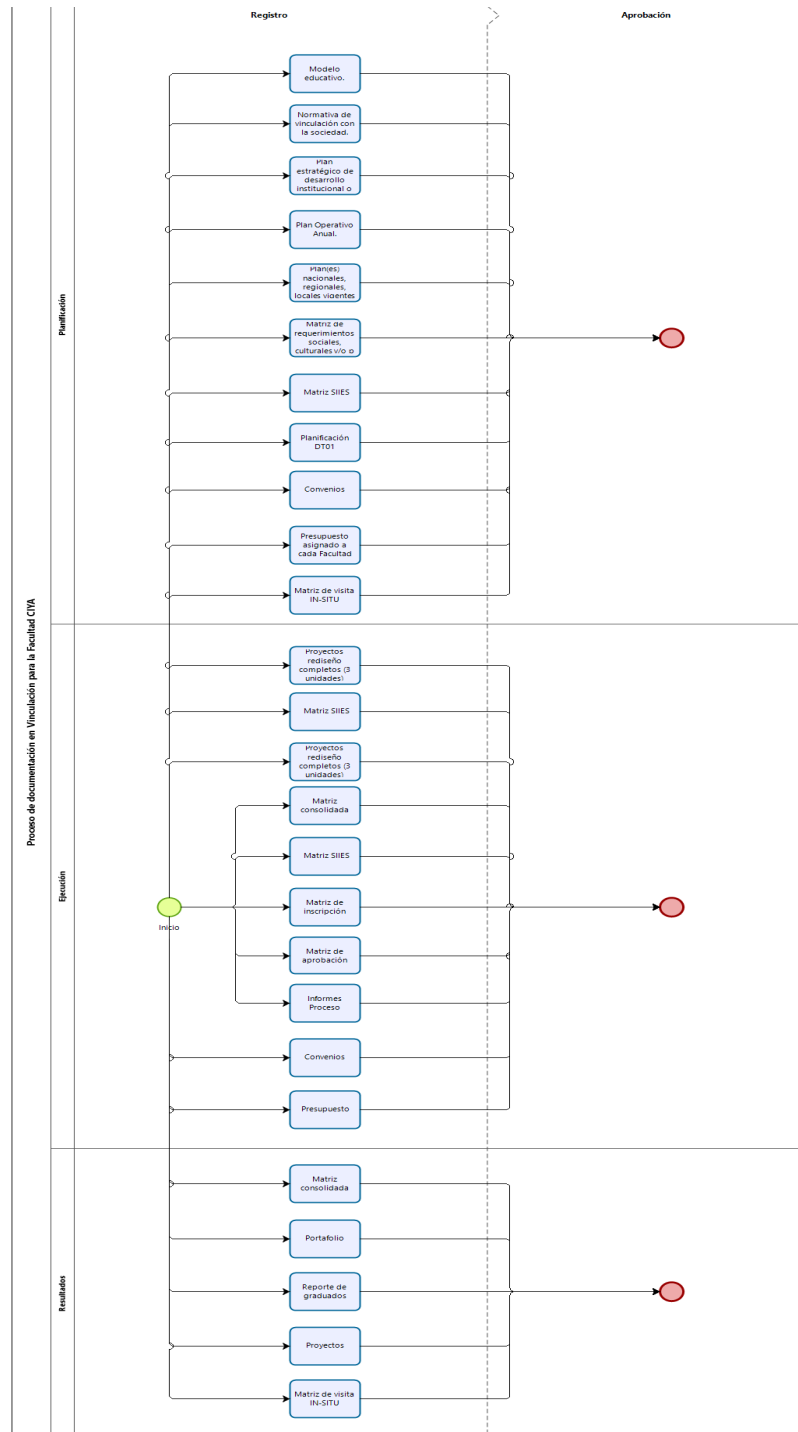 Registro
Aprobación
Proceso de documentación en Vinculación para la Facultad CIYA
Planificación
Modelo
educativo.
Normativa de
vinculación con
la sociedad.
Plan
estratégico de
desarrollo
institucional o
Plan Operativo
Anual.
Plan(es)
nacionales,
regionales,
locales vigentes
Matriz de
requerimientos
sociales,
culturales y/o p
Matriz SIIES
Planificación
DT01
Convenios
Presupuesto
asignado a
cada Facultad
Matriz de visita
IN-SITU
Ejecución
Proyectos
rediseño
completos (3
unidades)
Matriz SIIES
Proyectos
rediseño
completos (3
unidades)
Matriz
consolidada
Matriz SIIES
Inicio
Matriz de
inscripción
Matriz de
aprobación
Informes
Proceso
Convenios
Presupuesto
Resultados
Matriz
consolidada
Portafolio
Reporte de
graduados
Proyectos
Matriz de visita
IN-SITU